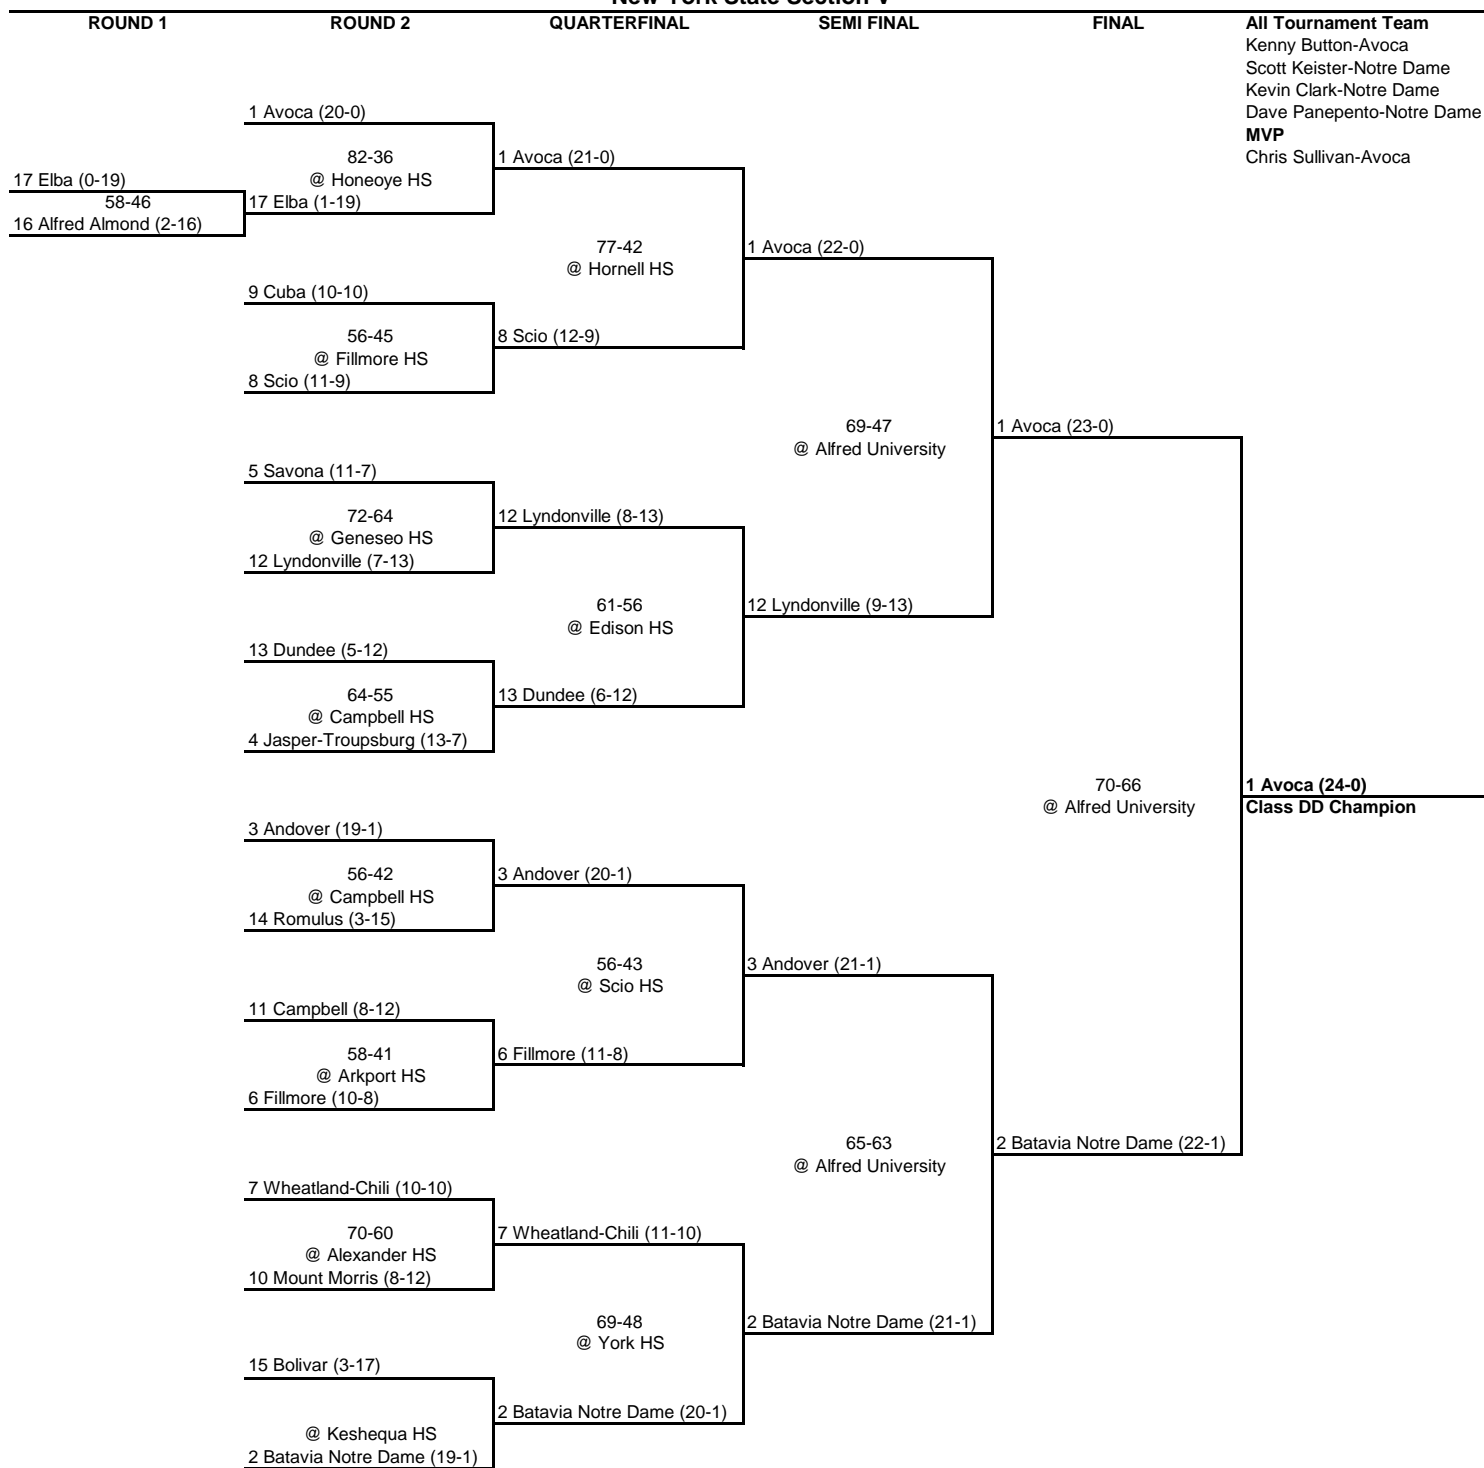 New York State Section V
ROUND 1 ROUND 2 QUARTERFINAL SEMI FINAL FINAL All Tournament Team
Kenny Button-Avoca
Scott Keister-Notre Dame
Kevin Clark-Notre Dame
Dave Panepento-Notre Dame
MVP
Chris Sullivan-Avoca
1 Avoca (20-0)
82-36
@ Honeoye HS
1 Avoca (21-0)
17 Elba (0-19)
58-46
16 Alfred Almond (2-16)
17 Elba (1-19)
77-42
@ Hornell HS
1 Avoca (22-0)
9 Cuba (10-10)
56-45
@ Fillmore HS
8 Scio (11-9)
8 Scio (12-9)
69-47
@ Alfred University
1 Avoca (23-0)
5 Savona (11-7)
72-64
@ Geneseo HS
12 Lyndonville (7-13)
12 Lyndonville (8-13)
61-56
@ Edison HS
12 Lyndonville (9-13)
13 Dundee (5-12)
64-55
@ Campbell HS
4 Jasper-Troupsburg (13-7)
13 Dundee (6-12)
70-66
@ Alfred University
1 Avoca (24-0)
Class DD Champion
3 Andover (19-1)
56-42
@ Campbell HS
14 Romulus (3-15)
3 Andover (20-1)
56-43
@ Scio HS
3 Andover (21-1)
11 Campbell (8-12)
58-41
@ Arkport HS
6 Fillmore (10-8)
6 Fillmore (11-8)
65-63
@ Alfred University
2 Batavia Notre Dame (22-1)
7 Wheatland-Chili (10-10)
70-60
@ Alexander HS
10 Mount Morris (8-12)
7 Wheatland-Chili (11-10)
69-48
@ York HS
2 Batavia Notre Dame (21-1)
15 Bolivar (3-17)
@ Keshequa HS
2 Batavia Notre Dame (19-1)
2 Batavia Notre Dame (20-1)